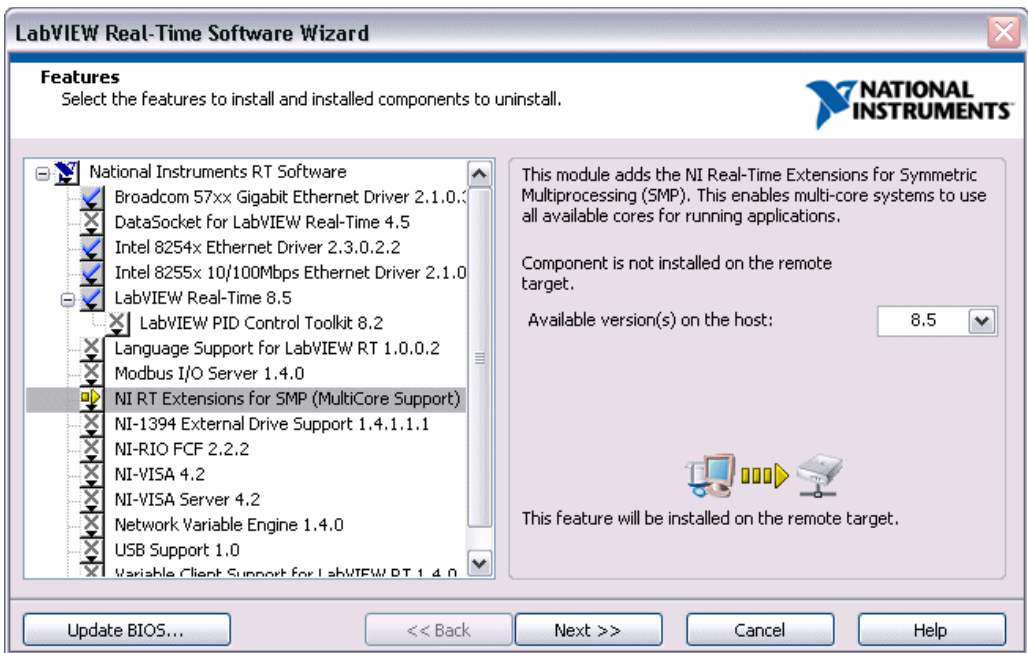 LabVIEW Real-Time Software Wizard
Features
Select the features to install and installed components to uninstall.
NATIONAL
INSTRUMENTS
National Instruments RT Software
Broadcom 57xx Gigabit Ethernet Driver 2.1.0.
DataSocket for LabVIEW Real-Time 4.5
Intel 8254x Ethernet Driver 2.3.0.2.2
Intel 8255x 10/100Mbps Ethernet Driver 2.1.0
LabVIEW Real-Time 8.5
LabVIEW PID Control Toolkit 8.2
Language Support for LabVIEW RT 1.0.0.2
Modbus I/O Server 1.4.0
NI RT Extensions for SMP (MultiCore Support)
NI-1394 External Drive Support 1.4.1.1.1
NI-RIO FCF 2.2.2
NI-VISA 4.2
NI-VISA Server 4.2
Network Variable Engine 1.4.0
USB Support 1.0
Variable Client Support for LabVIEW RT 1.4.0
This module adds the NI Real-Time Extensions for Symmetric
Multiprocessing (SMP). This enables multi-core systems to use
all available cores for running applications.
Component is not installed on the remote
target.
Available version(s) on the host: 8.5
This feature will be installed on the remote target.
Update BIOS...
<< Back
Next >>
Cancel
Help